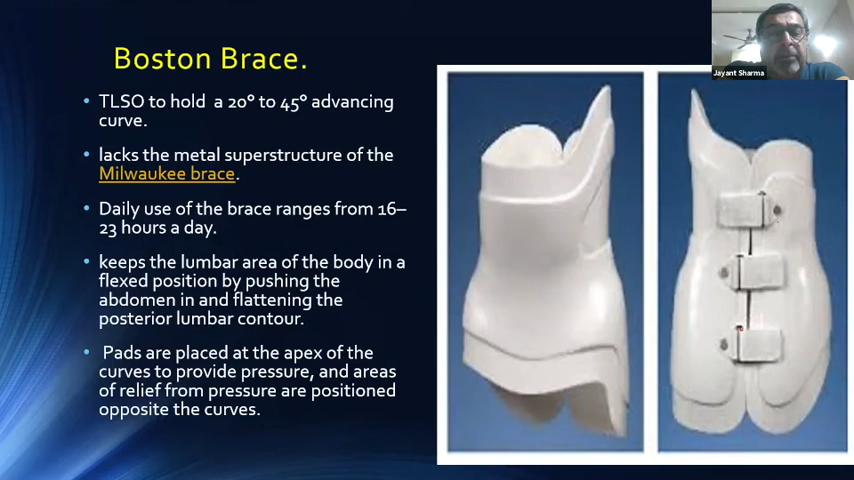 Boston Brace.
• TLSO to hold a 20° to 45° advancing
curve.
• lacks the metal superstructure of the
Milwaukee brace.
• Daily use of the brace ranges from 16–
23 hours a day.
• keeps the lumbar area of the body in a
flexed position by pushing the
abdomen in and flattening the
posterior lumbar contour.
• Pads are placed at the apex of the
curves to provide pressure, and areas
of relief from pressure are positioned
opposite the curves.
Jayant Sharma